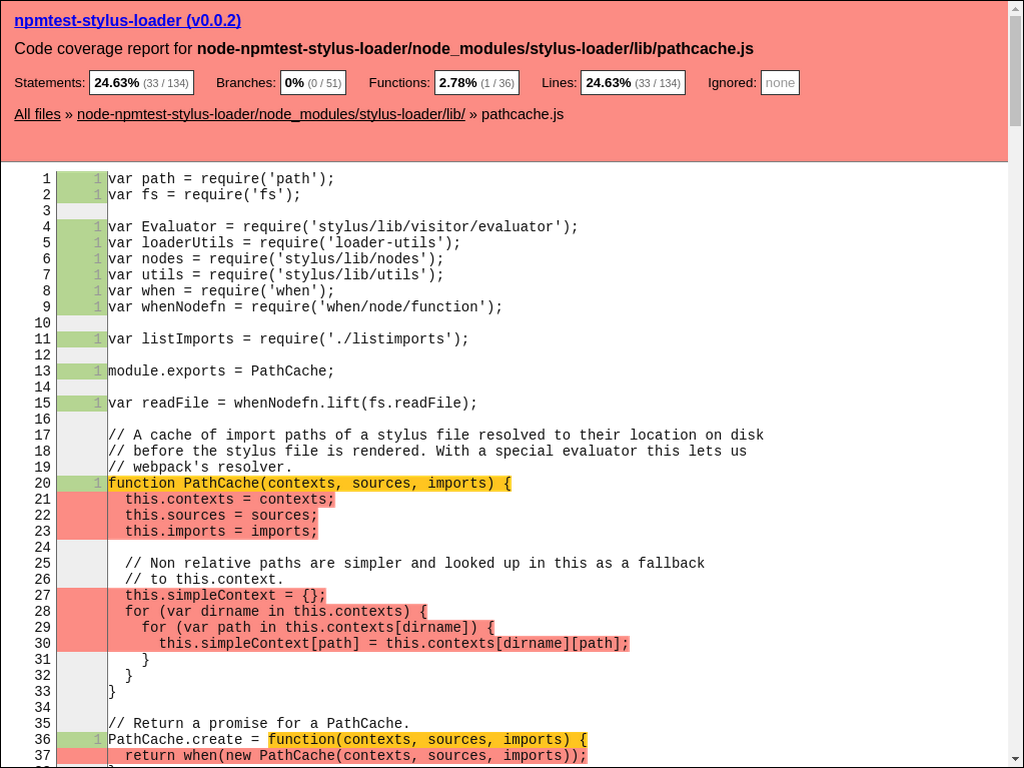 npmtest-stylus-loader (v0.0.2)
Code coverage report for node-npmtest-stylus-loader/node_modules/stylus-loader/lib/pathcache.js
Statements: 24.63% (33 / 134) Branches: 0% (0 / 51) Functions: 2.78% (1 / 36) Lines: 24.63% (33 / 134) Ignored: none
All files » node-npmtest-stylus-loader/node_modules/stylus-loader/lib/ » pathcache.js
1 1 var path = require('path');
2 1 var fs = require('fs');
3
4 1 var Evaluator = require('stylus/lib/visitor/evaluator');
5 1 var loaderUtils = require('loader-utils');
6 1 var nodes = require('stylus/lib/nodes');
7 1 var utils = require('stylus/lib/utils');
8 1 var when = require('when');
9 1 var whenNodefn = require('when/node/function');
10
11 1 var listImports = require('./listimports');
12
13 1 module.exports = PathCache;
14
15 1 var readFile = whenNodefn.lift(fs.readFile);
16
17 // A cache of import paths of a stylus file resolved to their location on disk
18 // before the stylus file is rendered. With a special evaluator this lets us
19 // webpack's resolver.
20 1 function PathCache(contexts, sources, imports) {
21   this.contexts = contexts;
22   this.sources = sources;
23   this.imports = imports;
24
25   // Non relative paths are simpler and looked up in this as a fallback
26   // to this.context.
27   this.simpleContext = {};
28   for (var dirname in this.contexts) {
29     for (var path in this.contexts[dirname]) {
30       this.simpleContext[path] = this.contexts[dirname][path];
31     }
32   }
33 }
34
35 // Return a promise for a PathCache.
36 1 PathCache.create = function(contexts, sources, imports) {
37   return when(new PathCache(contexts, sources, imports));